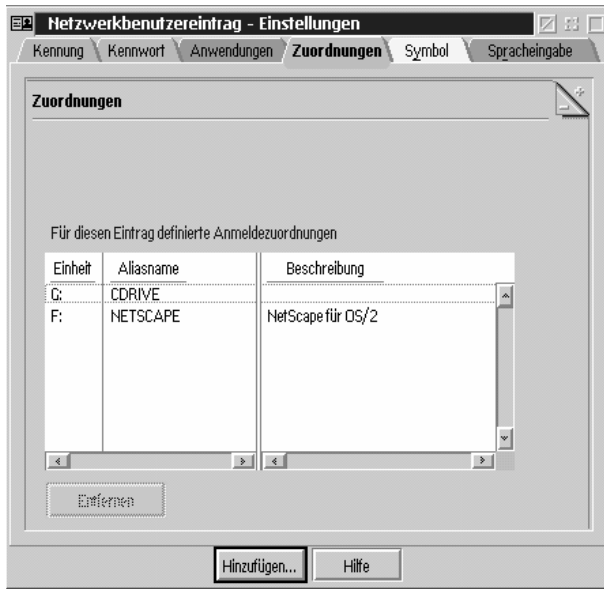 Netzwerkbenutzereintrag - Einstellungen
Kennung Kennwort Anwendungen Zuordnungen Symbol Spracheingabe
Zuordnungen
Für diesen Eintrag definierte Anmeldezuordnungen
Einheit Aliasname Beschreibung
G: CDRIVE
F: NETSCAPE NetScape für OS/2
Entfernen
Hinzufügen... Hilfe